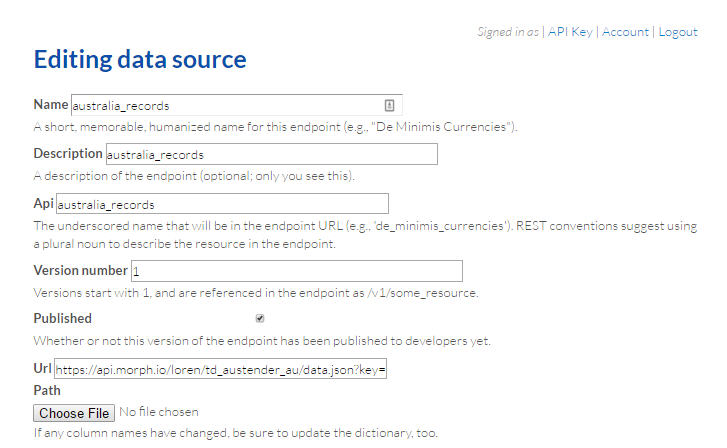 Signed in as | API Key | Account | Logout
Editing data source
Name australia_records
A short, memorable, humanized name for this endpoint (e.g., "De Minimis Currencies").
Description australia_records
A description of the endpoint (optional; only you see this).
Api australia_records
The underscored name that will be in the endpoint URL (e.g., 'de_minimis_currencies'). REST conventions suggest using
a plural noun to describe the resource in the endpoint.
Version number 1
Versions start with 1, and are referenced in the endpoint as /v1/some_resource.
Published
Whether or not this version of the endpoint has been published to developers yet.
Url https://api.morph.io/loren/td_austender_au/data.json?key=
Path
Choose File No file chosen
If any column names have changed, be sure to update the dictionary, too.